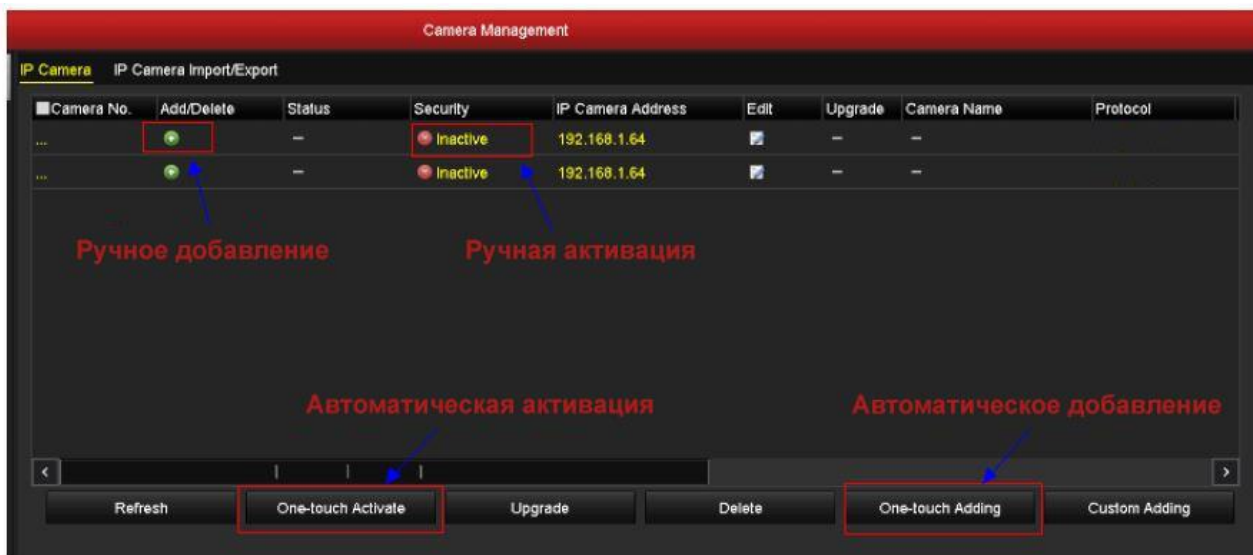 Camera Management
IP Camera IP Camera Import/Export
Camera No. Add/Delete Status Security IP Camera Address Edit Upgrade Camera Name Protocol
... – Inactive 192.168.1.64 – –
... – Inactive 192.168.1.64 – –
Ручное добавление Ручная активация
Автоматическая активация Автоматическое добавление
Refresh One-touch Activate Upgrade Delete One-touch Adding Custom Adding